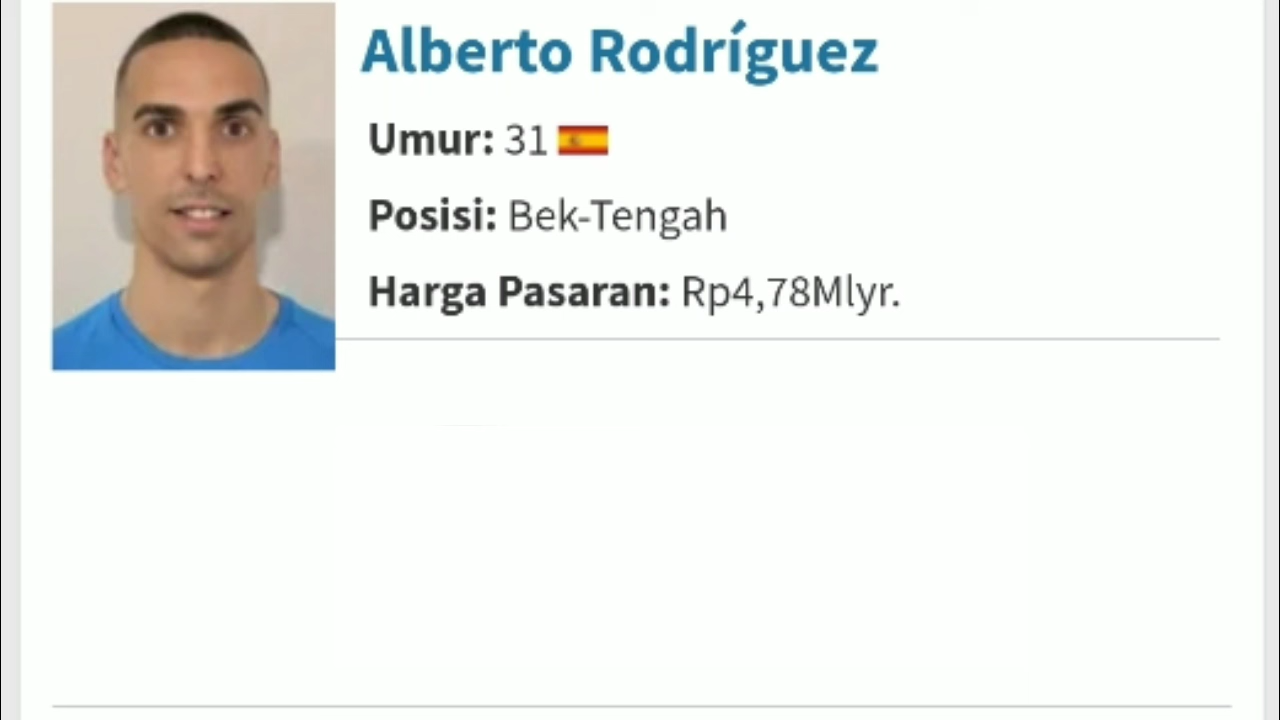 Alberto Rodríguez
Umur: 31
Posisi: Bek-Tengah
Harga Pasaran: Rp4,78Mlyr.